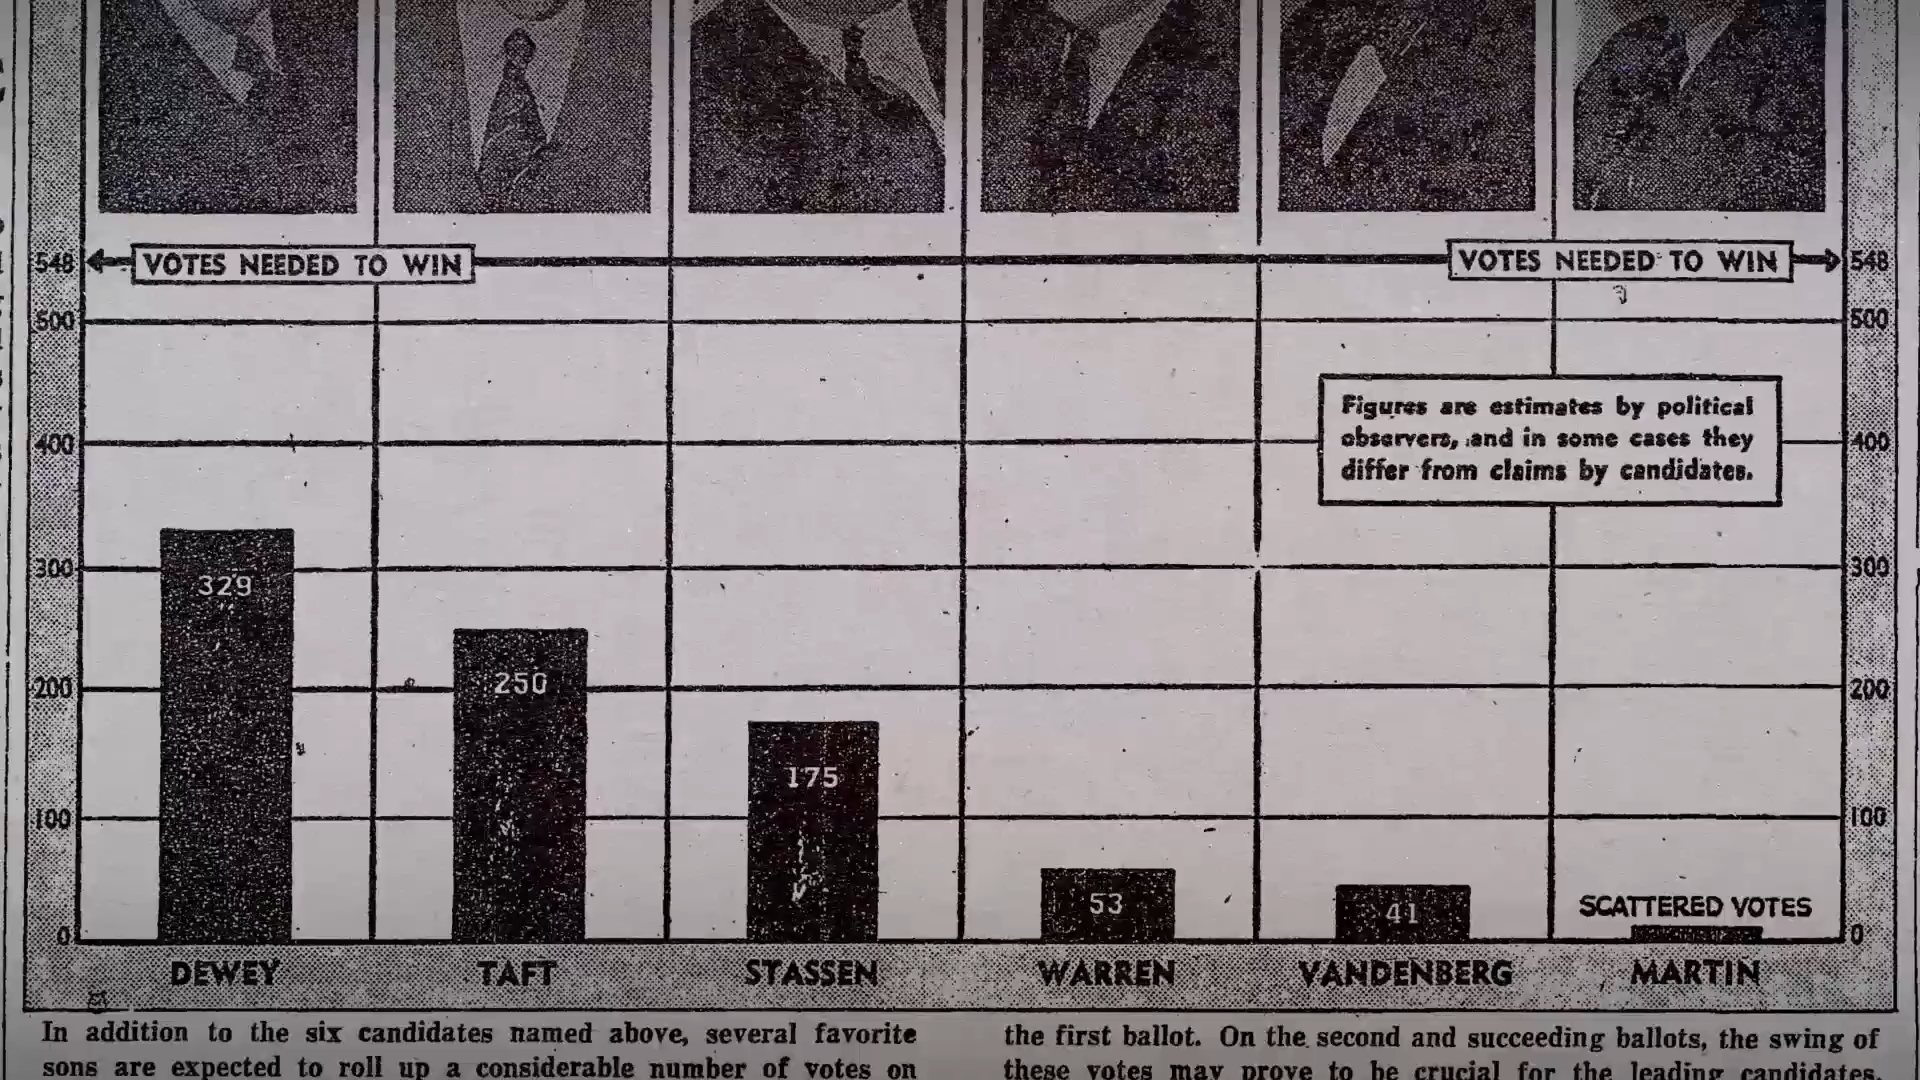 548 VOTES NEEDED TO WIN VOTES NEEDED TO WIN 548
500 500
Figures are estimates by political
observers, and in some cases they
differ from claims by candidates.
400 400
300 300
329
200 200
250
175
100 100
53
41
SCATTERED VOTES
0 0
DEWEY TAFT STASSEN WARREN VANDENBERG MARTIN
In addition to the six candidates named above, several favorite
sons are expected to roll up a considerable number of votes on
the first ballot. On the second and succeeding ballots, the swing of
these votes may prove to be crucial for the leading candidates.